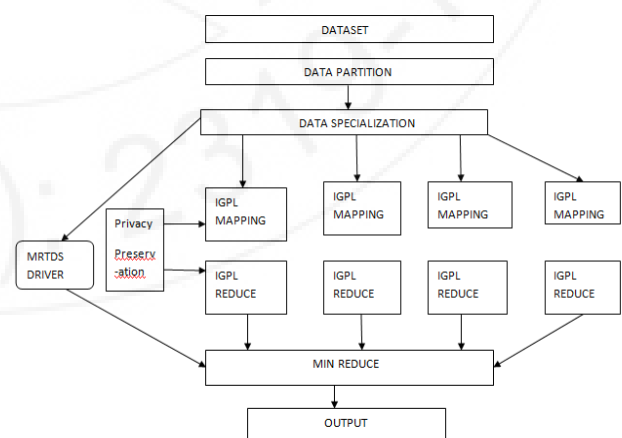 DATASET
DATA PARTITION
DATA SPECIALIZATION
IGPL
MAPPING
IGPL
MAPPING
IGPL
MAPPING
IGPL
MAPPING
Privacy
Preserv
-ation
MRTDS
DRIVER
IGPL
REDUCE
IGPL
REDUCE
IGPL
REDUCE
IGPL
REDUCE
MIN REDUCE
OUTPUT
): 2319-